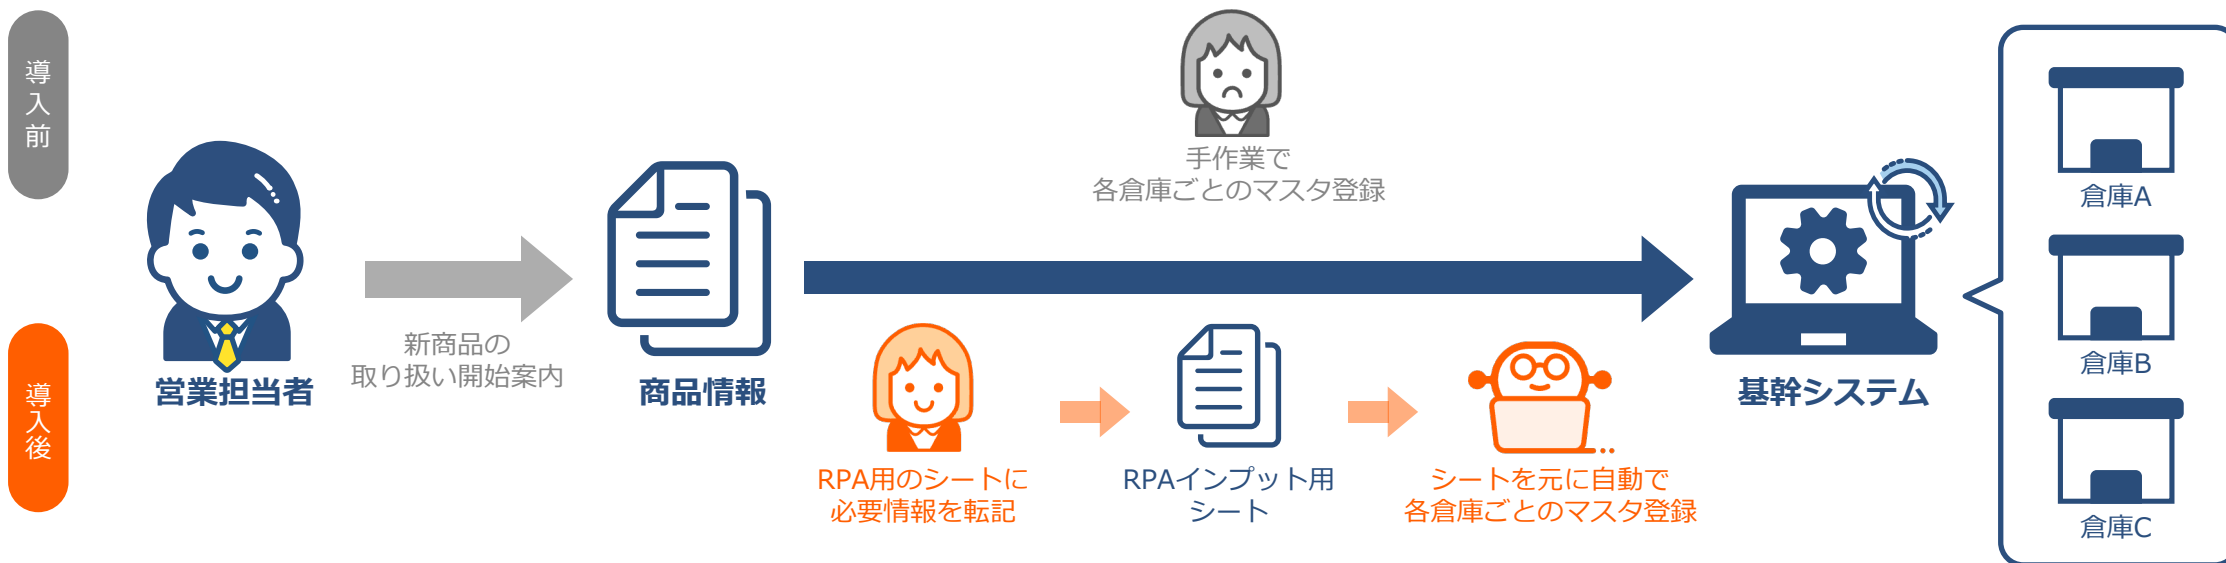 導入前
手作業で
各倉庫ごとのマスタ登録
営業担当者
新商品の
取り扱い開始案内
商品情報
基幹システム
倉庫A
倉庫B
倉庫C
導入後
RPA用のシートに
必要情報を転記
RPAインプット用
シート
シートを元に自動で
各倉庫ごとのマスタ登録